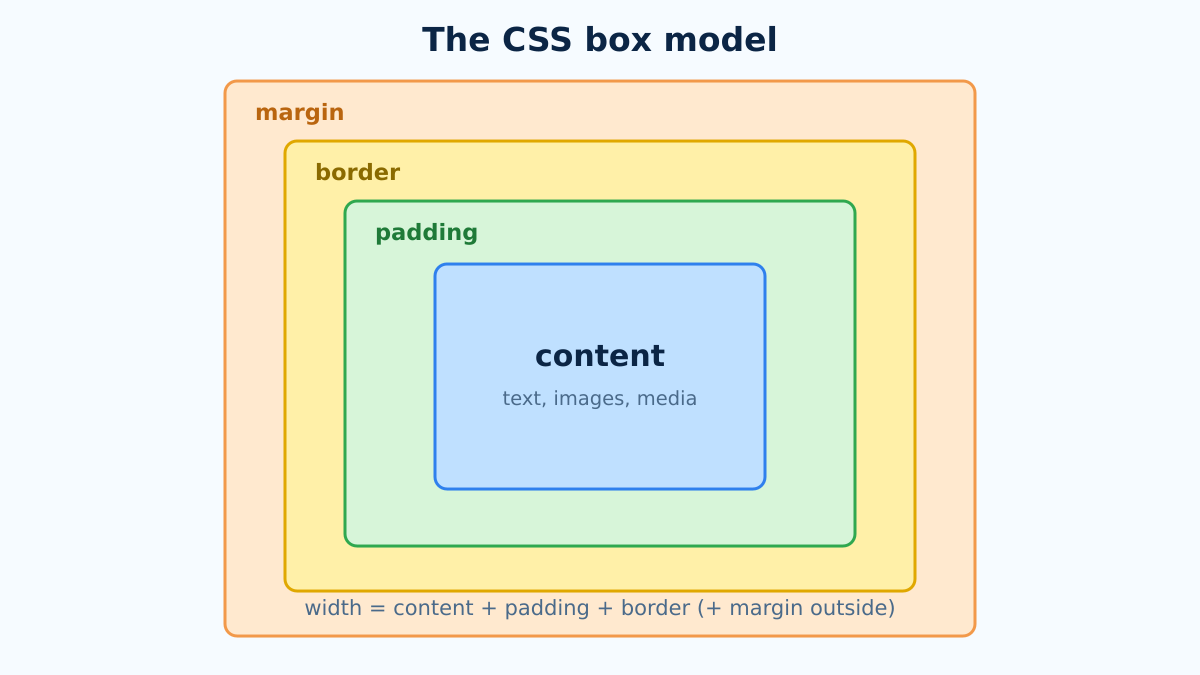 The CSS box model
margin
border
padding
content
text, images, media
width = content + padding + border (+ margin outside)